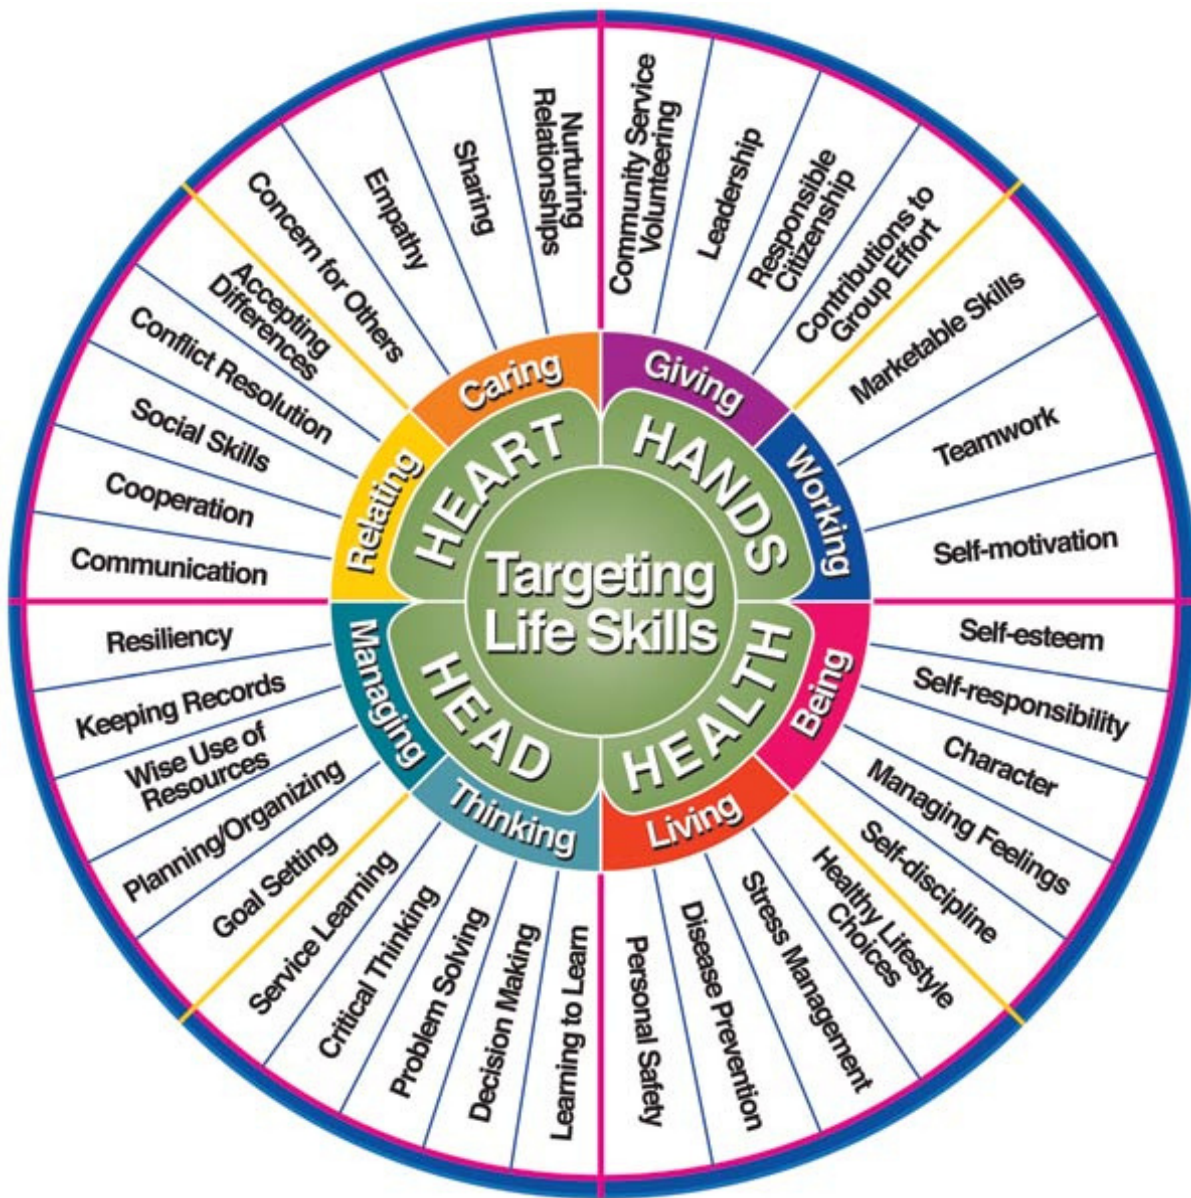 Targeting
Life Skills
HEART
HANDS
HEALTH
HEAD
Caring
Giving
Working
Being
Living
Thinking
Managing
Relating
Community Service
Volunteering
Leadership
Responsible
Citizenship
Contributions to
Group Effort
Marketable Skills
Teamwork
Self-motivation
Self-esteem
Self-responsibility
Character
Managing Feelings
Self-discipline
Healthy Lifestyle
Choices
Stress Management
Disease Prevention
Personal Safety
Learning to Learn
Decision Making
Problem Solving
Critical Thinking
Service Learning
Goal Setting
Planning/Organizing
Wise Use of
Resources
Keeping Records
Resiliency
Communication
Cooperation
Social Skills
Conflict Resolution
Accepting
Differences
Concern for Others
Empathy
Sharing
Nurturing
Relationships